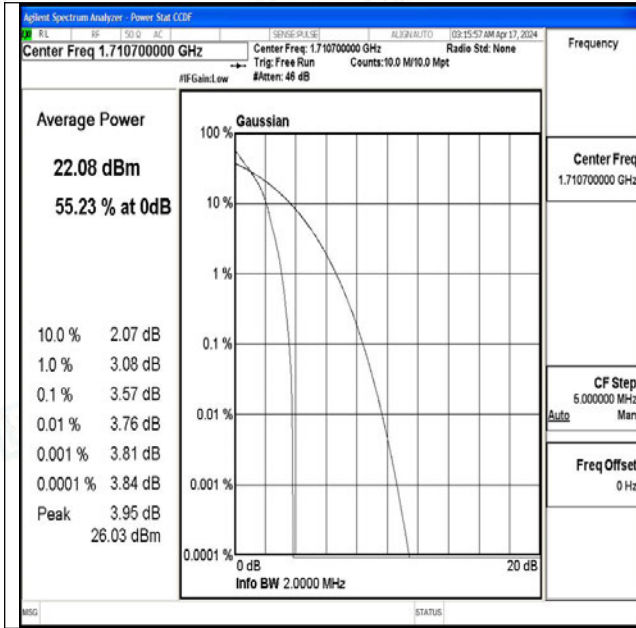 Agilent Spectrum Analyzer - Power Stat CCDF
RL RF 50 Ω AC SENSE:PULSE ALIGN AUTO 03:15:57 AM Apr 17, 2024
Center Freq 1.710700000 GHz
Center Freq: 1.710700000 GHz Radio Std: None
Trig: Free Run Counts:10.0 M/10.0 Mpt
#IFGain:Low #Atten: 46 dB
Frequency
Average Power
22.08 dBm
55.23 % at 0dB
10.0 % 2.07 dB
1.0 % 3.08 dB
0.1 % 3.57 dB
0.01 % 3.76 dB
0.001 % 3.81 dB
0.0001 % 3.84 dB
Peak 3.95 dB
26.03 dBm
Gaussian
100 %
10 %
1 %
0.1 %
0.01 %
0.001 %
0.0001 %
0 dB 20 dB
Info BW 2.0000 MHz
Center Freq
1.710700000 GHz
CF Step
5.000000 MHz
Auto Man
Freq Offset
0 Hz
MSG STATUS